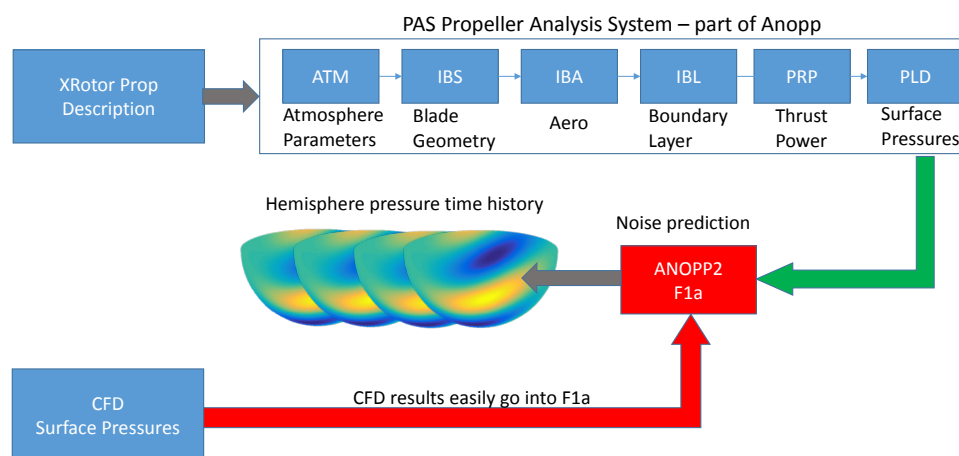 PAS Propeller Analysis System – part of Anopp
XRotor Prop
Description
ATM
IBS
IBA
IBL
PRP
PLD
Atmosphere
Parameters
Blade
Geometry
Aero
Boundary
Layer
Thrust
Power
Surface
Pressures
Hemisphere pressure time history
Noise prediction
ANOPP2
F1a
CFD
Surface Pressures
CFD results easily go into F1a